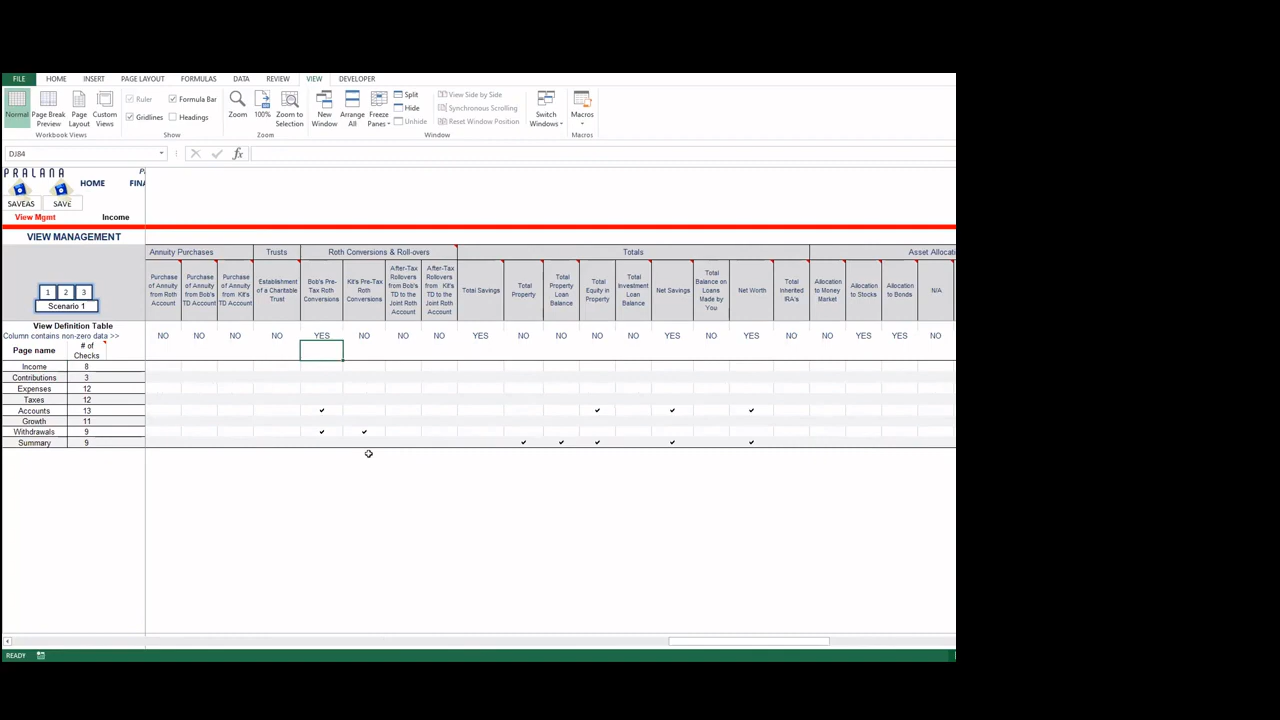 FILE HOME INSERT PAGE LAYOUT FORMULAS DATA REVIEW VIEW DEVELOPER
Normal Page Break Preview Page Layout Custom Views
Workbook Views
Ruler Formula Bar
Gridlines Headings
Show
Zoom 100% Zoom to Selection
Zoom
New Window Arrange All Freeze Panes
Split
Hide
Unhide
View Side by Side
Synchronous Scrolling
Reset Window Position
Window
Switch Windows
Macros
Macros
DJ84 fx
PRALANA
HOME FINA
SAVEAS SAVE
View Mgmt Income
VIEW MANAGEMENT
Annuity Purchases Trusts Roth Conversions & Roll-overs Totals Asset Allocati
1 2 3
Scenario 1
Purchase of Annuity from Roth Account
Purchase of Annuity from Bob's TD Account
Purchase of Annuity from Kit's TD Account
Establishment of a Charitable Trust
Bob's Pre-Tax Roth Conversions
Kit's Pre-Tax Roth Conversions
After-Tax Rollovers from Bob's TD to the Joint Roth Account
After-Tax Rollovers from Kit's TD to the Joint Roth Account
Total Savings
Total Property
Total Property Loan Balance
Total Equity in Property
Total Investment Loan Balance
Net Savings
Total Balance on Loans Made by You
Net Worth
Total Inherited IRA's
Allocation to Money Market
Allocation to Stocks
Allocation to Bonds
N/A
View Definition Table
Column contains non-zero data >> NO NO NO NO YES NO NO NO YES NO NO NO NO YES NO YES NO NO YES YES NO
Page name # of Checks
Income 8
Contributions 3
Expenses 12
Taxes 12
Accounts 13
Growth 11
Withdrawals 9
Summary 9
READY